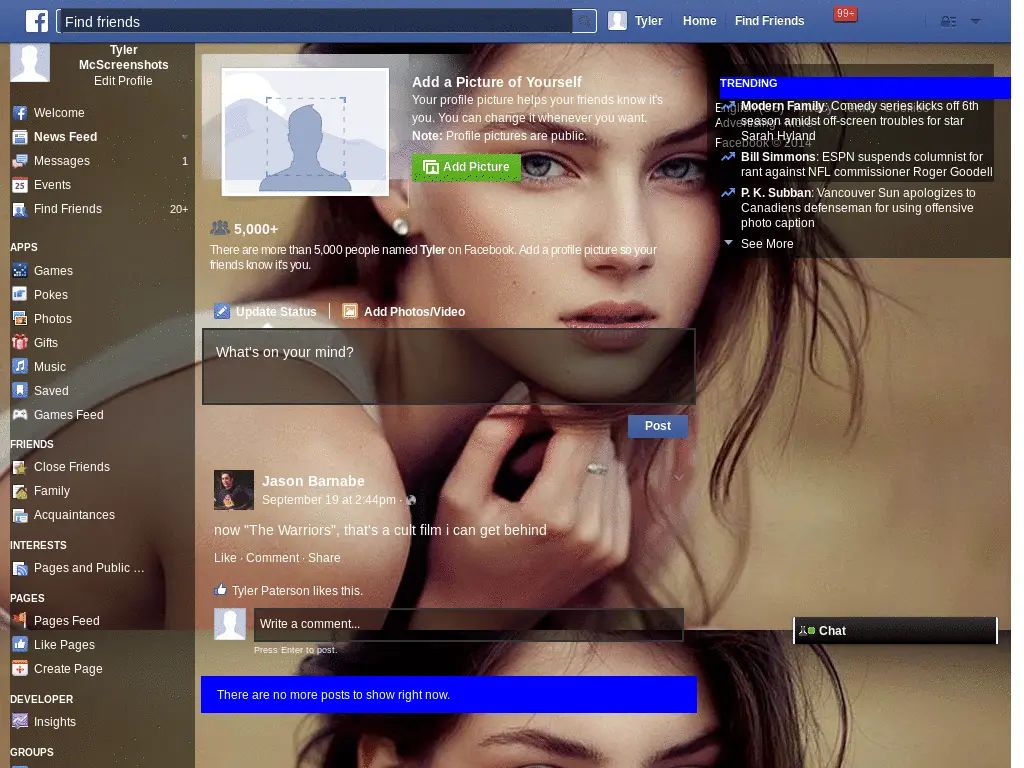 Find friends
Tyler
Home
Find Friends
99+
Tyler
McScreenshots
Edit Profile
Welcome
News Feed
Messages 1
Events
Find Friends 20+
APPS
Games
Pokes
Photos
Gifts
Music
Saved
Games Feed
FRIENDS
Close Friends
Family
Acquaintances
INTERESTS
Pages and Public ...
PAGES
Pages Feed
Like Pages
Create Page
DEVELOPER
Insights
GROUPS
Add a Picture of Yourself
Your profile picture helps your friends know it's
you. You can change it whenever you want.
Note: Profile pictures are public.
Add Picture
5,000+
There are more than 5,000 people named Tyler on Facebook. Add a profile picture so your
friends know it's you.
Update Status
Add Photos/Video
What's on your mind?
Post
Jason Barnabe
September 19 at 2:44pm ·
now "The Warriors", that's a cult film i can get behind
Like · Comment · Share
Tyler Paterson likes this.
Write a comment...
Press Enter to post.
There are no more posts to show right now.
TRENDING
Modern Family: Comedy series kicks off 6th
season amidst off-screen troubles for star
Sarah Hyland
Facebook © 2014
Bill Simmons: ESPN suspends columnist for
rant against NFL commissioner Roger Goodell
P. K. Subban: Vancouver Sun apologizes to
Canadiens defenseman for using offensive
photo caption
See More
Chat